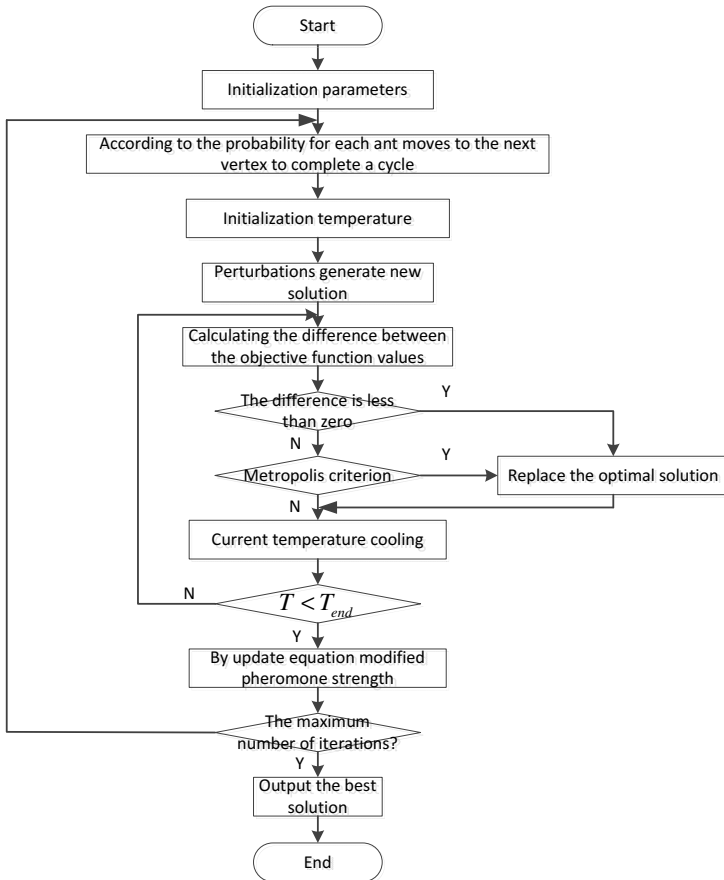 Start
Initialization parameters
According to the probability for each ant moves to the next
vertex to complete a cycle
Initialization temperature
Perturbations generate new
solution
Calculating the difference between
the objective function values
The difference is less
than zero
Y
N
Metropolis criterion
Y
Replace the optimal solution
N
Current temperature cooling
N
T < T_end
Y
By update equation modified
pheromone strength
The maximum
number of iterations?
Y
Output the best
solution
End